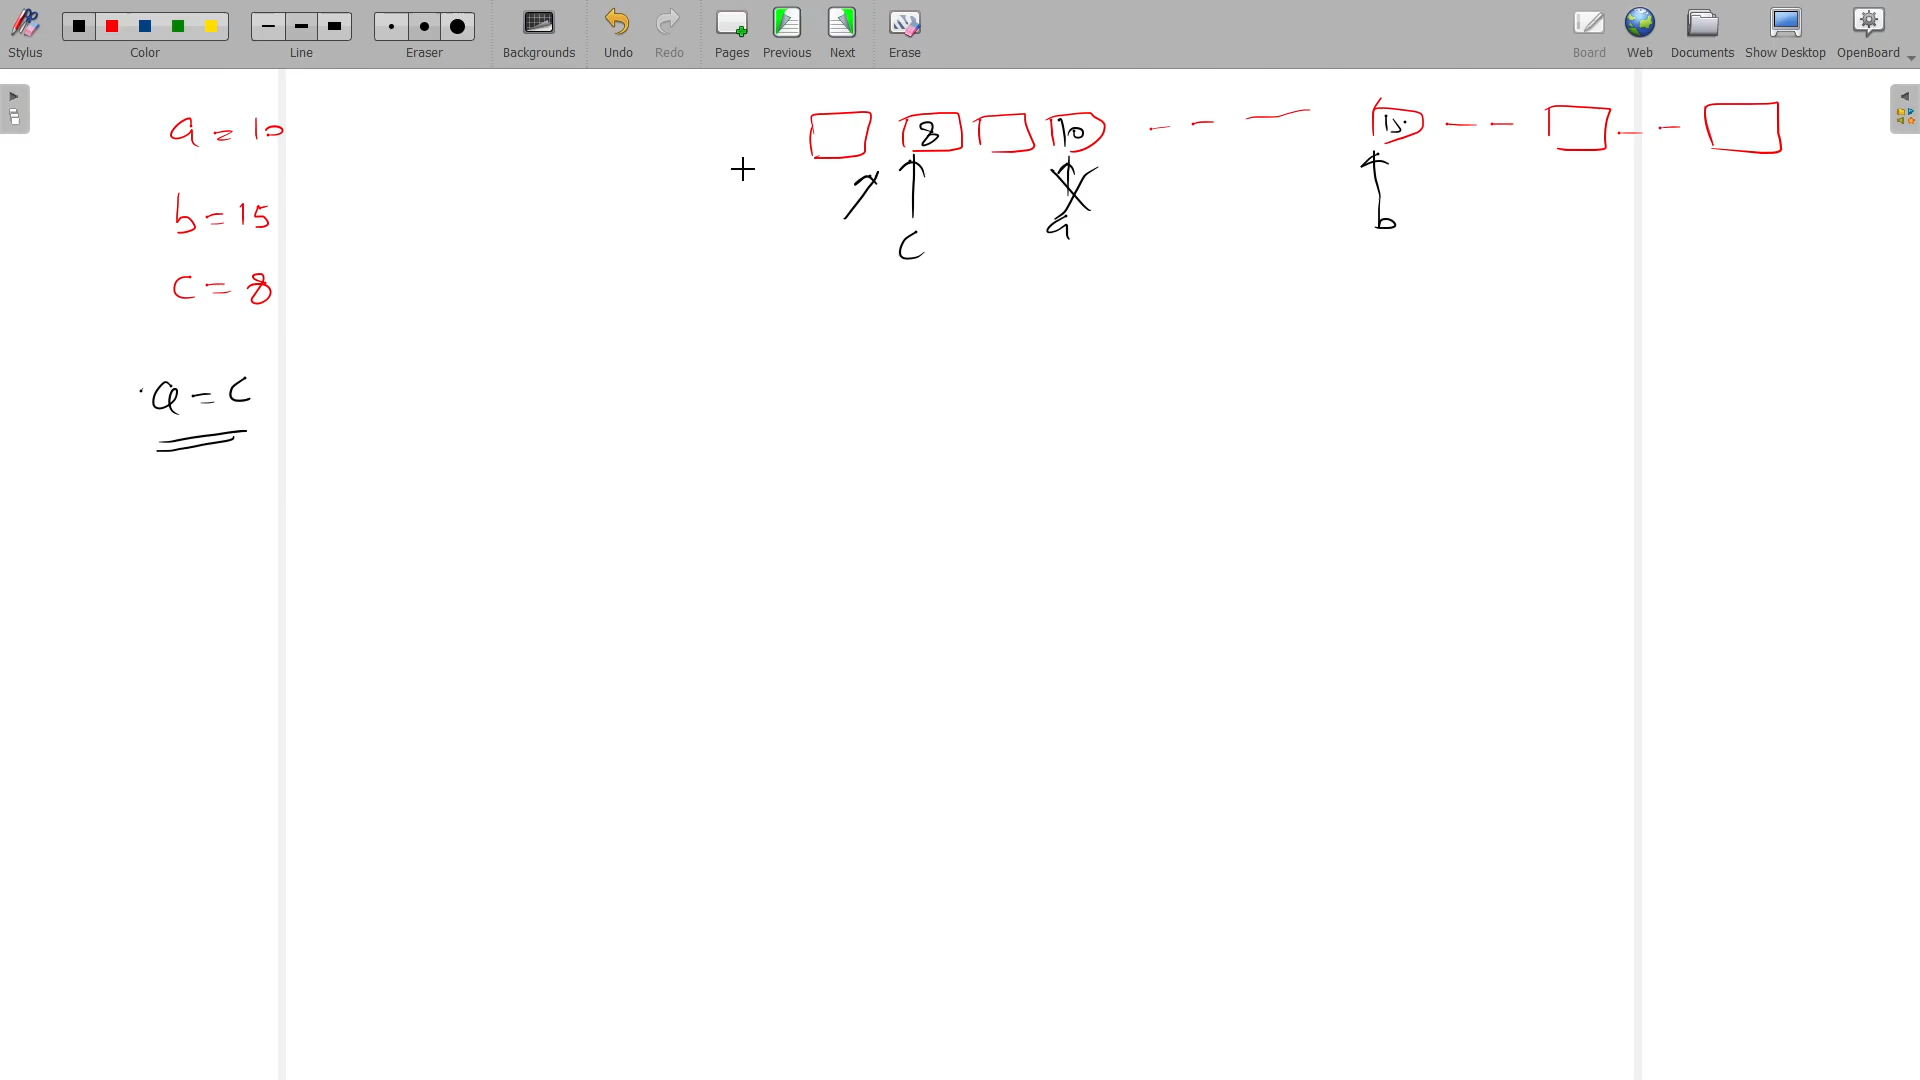 Stylus Color Line Eraser Backgrounds Undo Redo Pages Previous Next Erase Board Web Documents Show Desktop OpenBoard
a = 10
b = 15
c = 8
a = c
8 10 15
c a b